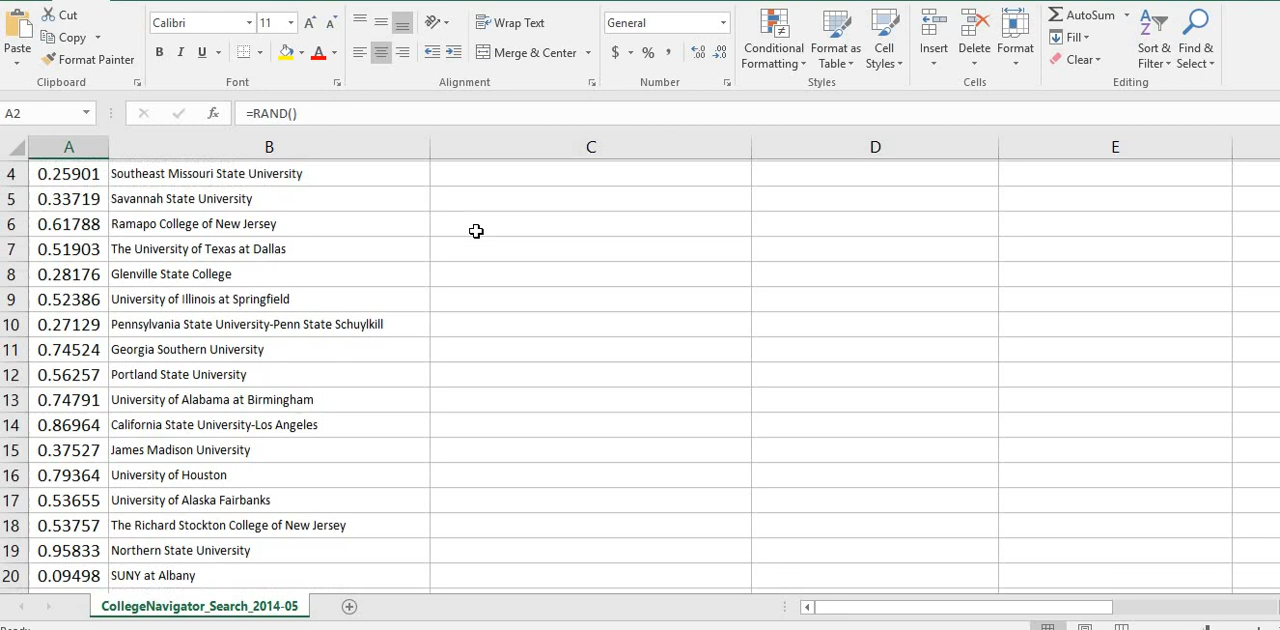 Cut
Copy
Format Painter
Paste
Clipboard
Calibri 11 A A
B I U A
Font
Wrap Text
Merge & Center
Alignment
General
$ % , .00 .0
Number
Conditional Formatting
Format as Table
Cell Styles
Styles
Insert
Delete
Format
Cells
AutoSum
Fill
Clear
Sort & Filter
Find & Select
Editing
A2 fx =RAND()
A B C D E
4 0.25901 Southeast Missouri State University
5 0.33719 Savannah State University
6 0.61788 Ramapo College of New Jersey
7 0.51903 The University of Texas at Dallas
8 0.28176 Glenville State College
9 0.52386 University of Illinois at Springfield
10 0.27129 Pennsylvania State University-Penn State Schuylkill
11 0.74524 Georgia Southern University
12 0.56257 Portland State University
13 0.74791 University of Alabama at Birmingham
14 0.86964 California State University-Los Angeles
15 0.37527 James Madison University
16 0.79364 University of Houston
17 0.53655 University of Alaska Fairbanks
18 0.53757 The Richard Stockton College of New Jersey
19 0.95833 Northern State University
20 0.09498 SUNY at Albany
CollegeNavigator_Search_2014-05